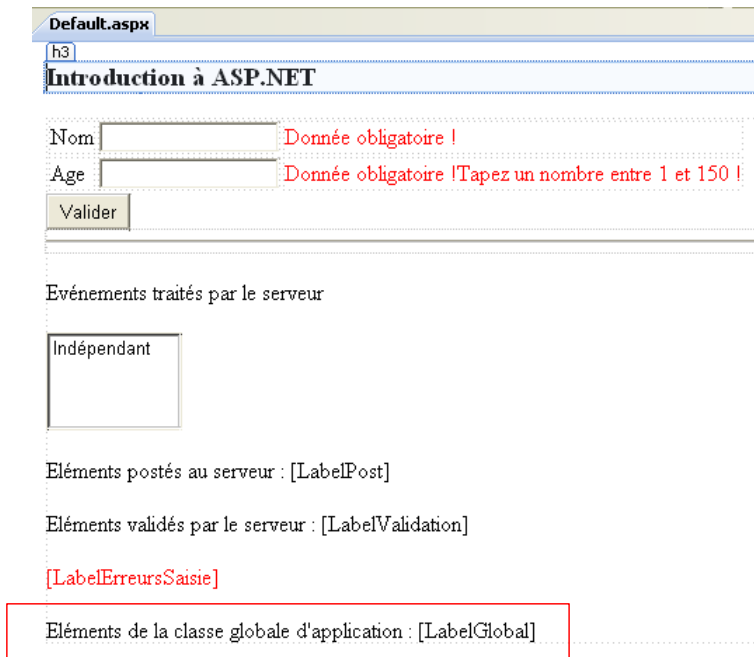 Default.aspx
h3
Introduction à ASP.NET
Nom Donnée obligatoire !
Age Donnée obligatoire !Tapez un nombre entre 1 et 150 !
Valider
Evénements traités par le serveur
Indépendant
Eléments postés au serveur : [LabelPost]
Eléments validés par le serveur : [LabelValidation]
[LabelErreursSaisie]
Eléments de la classe globale d'application : [LabelGlobal]